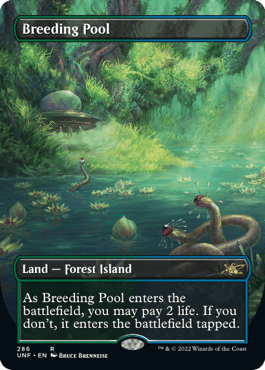 Breeding Pool
Land — Forest Island
As Breeding Pool enters the
battlefield, you may pay 2 life. If you
don't, it enters the battlefield tapped.
286 R
UNF • EN Bruce Brenneise
™ & © 2022 Wizards of the Coast